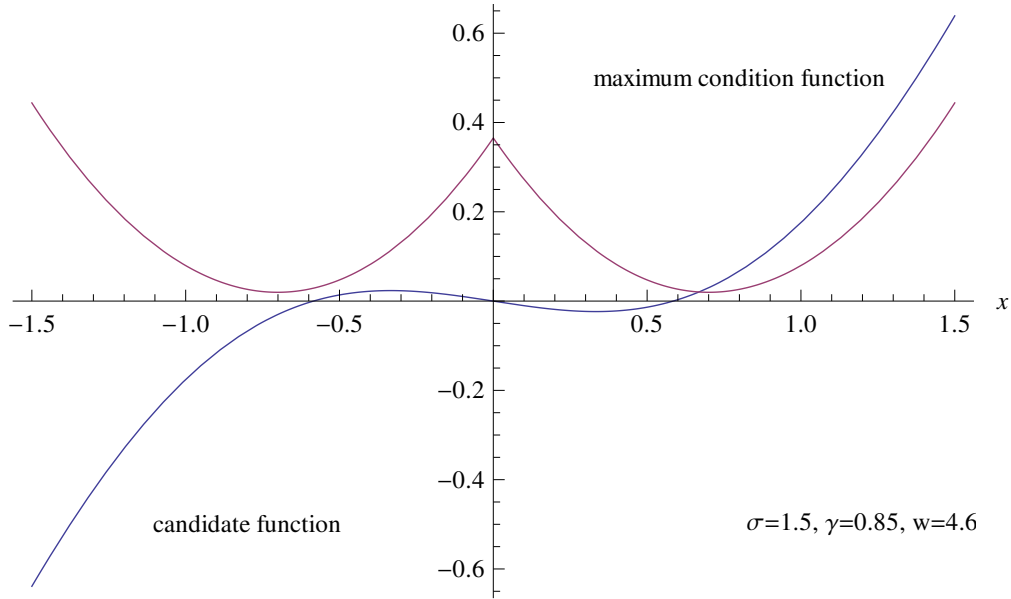 0.6
maximum condition function
0.4
0.2
−1.5 −1.0 −0.5 0.5 1.0 1.5 x
−0.2
−0.4
candidate function
σ=1.5, γ=0.85, w=4.6
−0.6